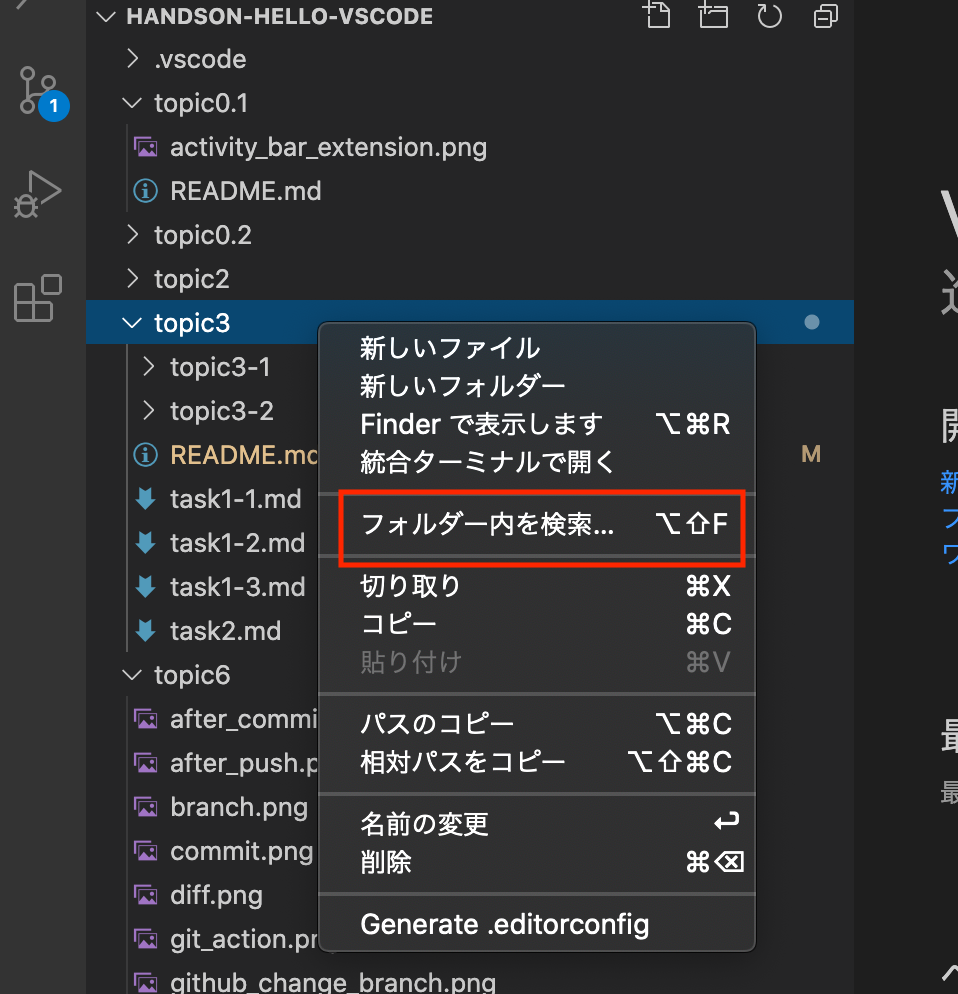 HANDSON-HELLO-VSCODE
.vscode
1
topic0.1
activity_bar_extension.png
README.md
topic0.2
topic2
topic3
topic3-1
topic3-2
README.md
M
task1-1.md
task1-2.md
task1-3.md
task2.md
topic6
after_commi
after_push.p
branch.png
commit.png
diff.png
git_action.pn
github_change_branch.png
新しいファイル
新しいフォルダー
Finder で表示します ⌥⌘R
統合ターミナルで開く
フォルダー内を検索... ⌥⇧F
切り取り ⌘X
コピー ⌘C
貼り付け ⌘V
パスのコピー ⌥⌘C
相対パスをコピー ⌥⇧⌘C
名前の変更 ↩
削除 ⌘⌫
Generate .editorconfig